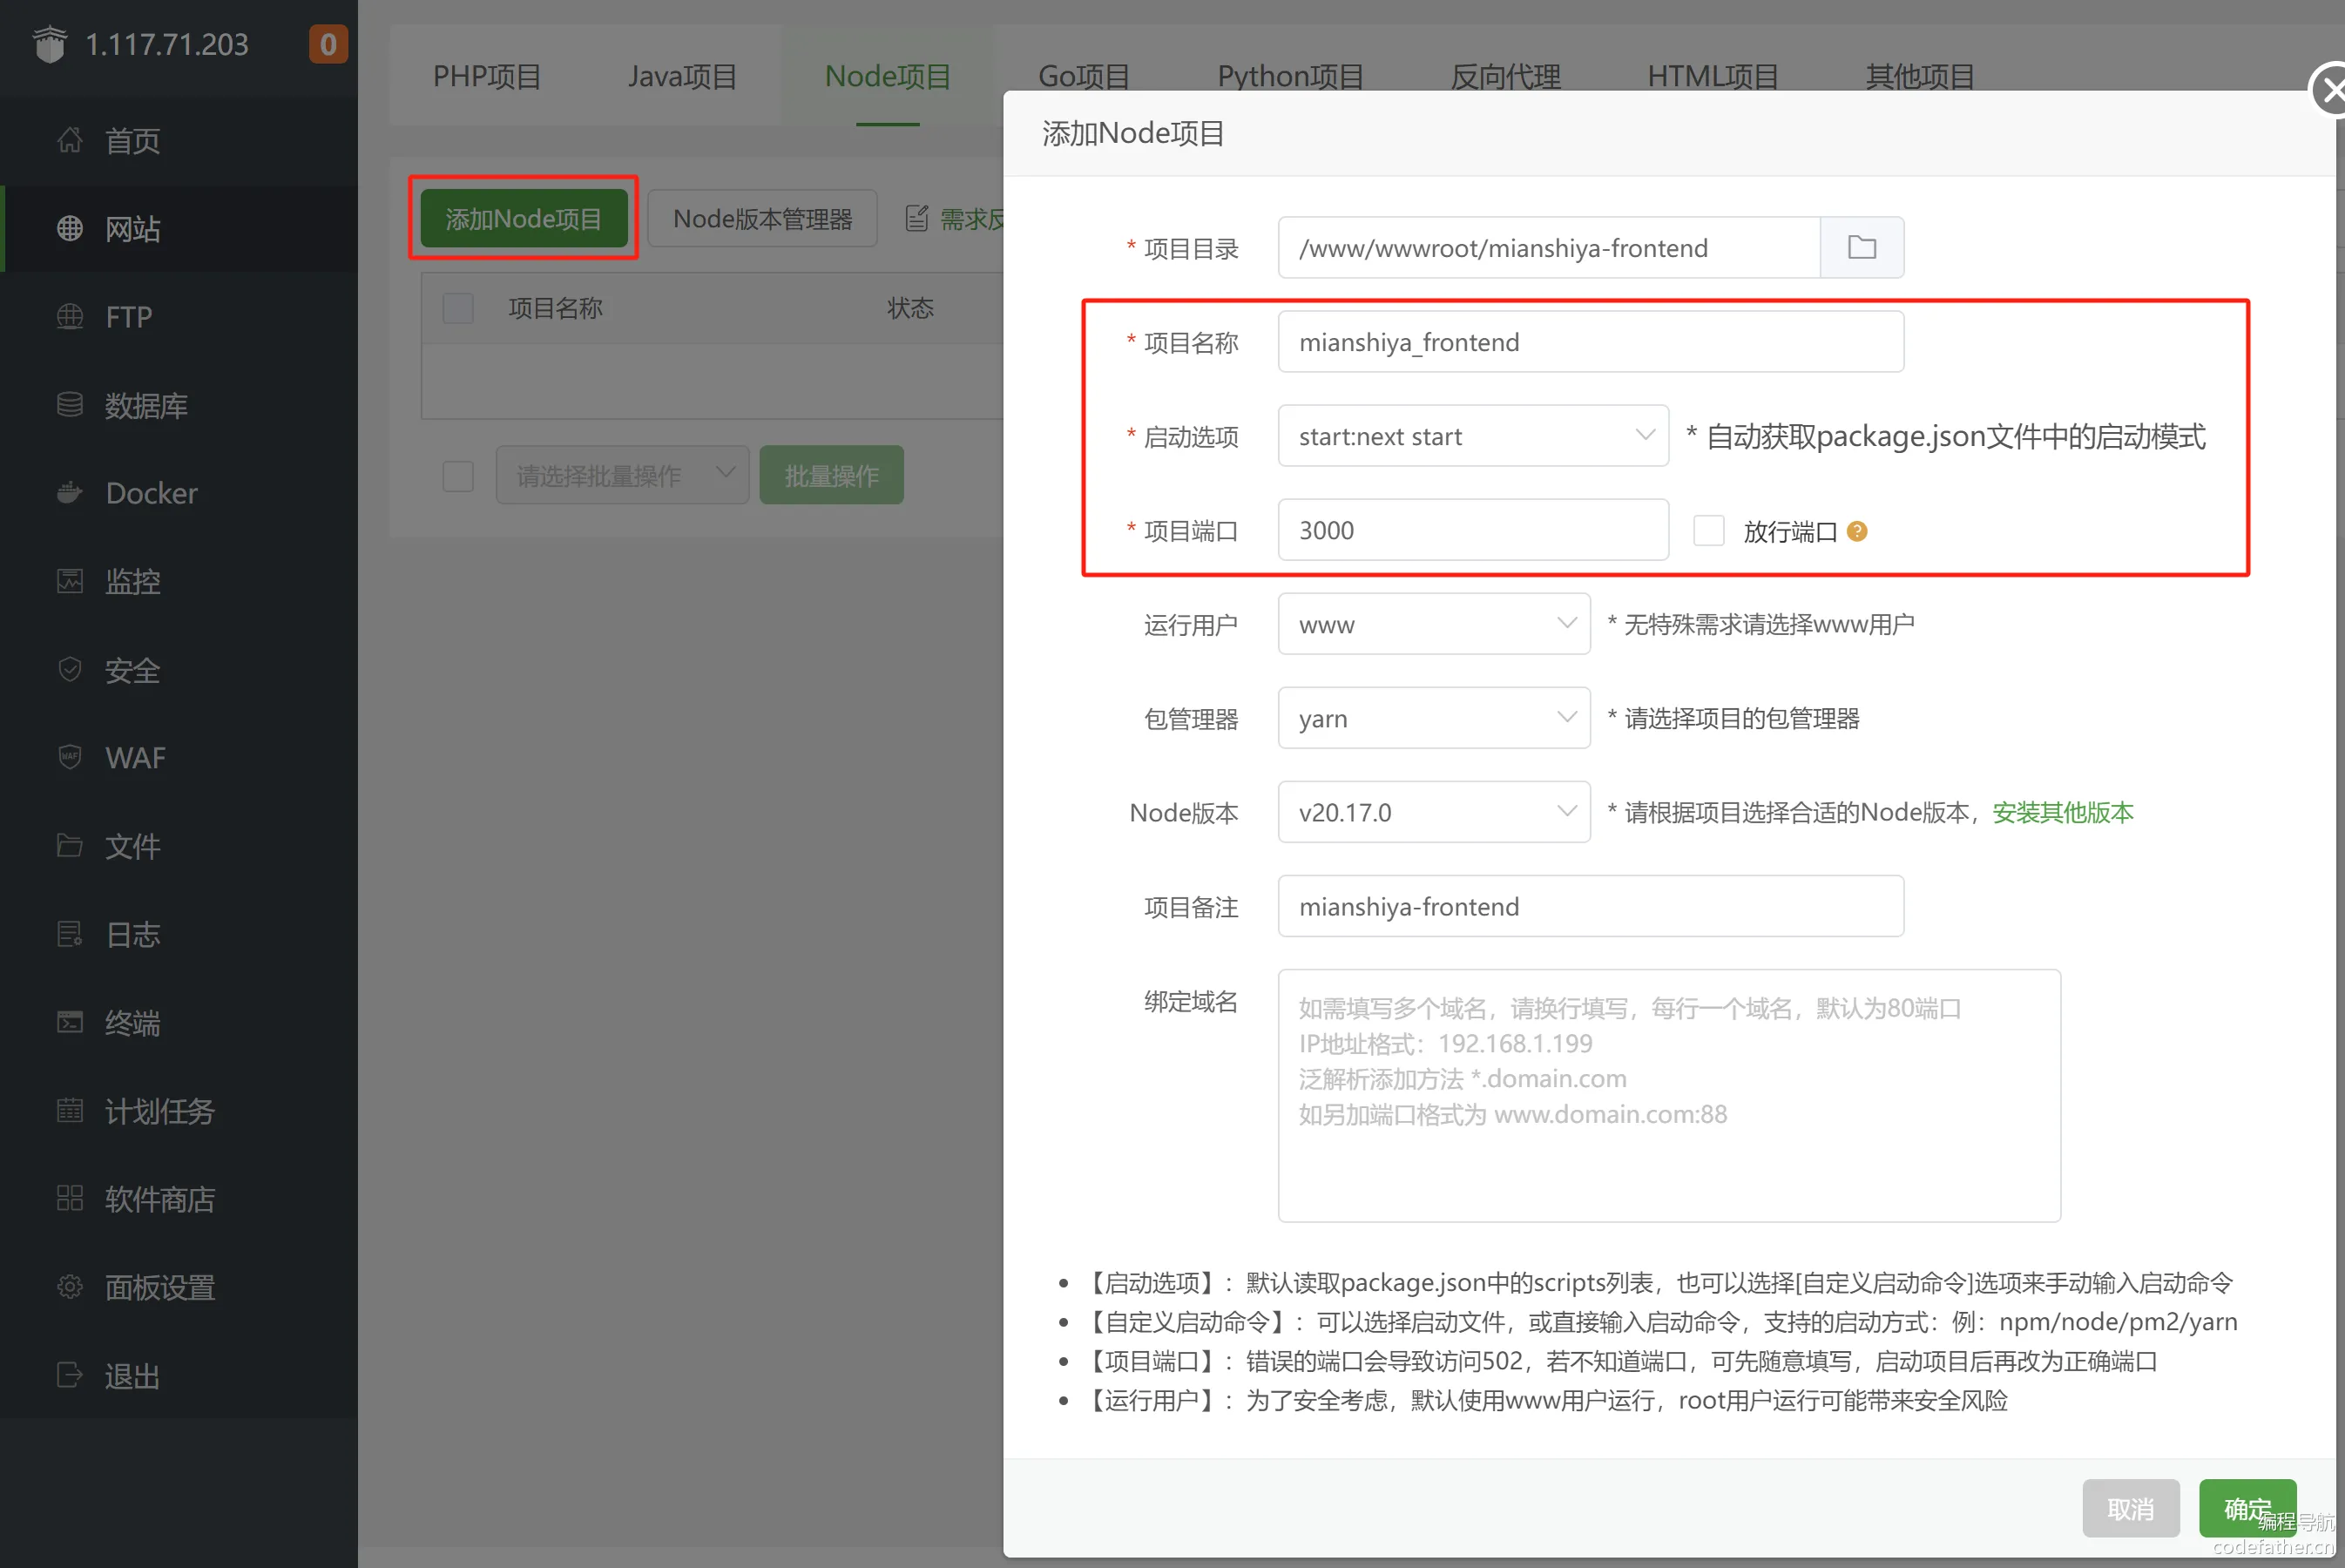 1.117.71.203
0
首页
网站
FTP
数据库
Docker
监控
安全
WAF
文件
日志
终端
计划任务
软件商店
面板设置
退出
PHP项目
Java项目
Node项目
Go项目
Python项目
反向代理
HTML项目
其他项目
添加Node项目
Node版本管理器
需求反
项目名称
状态
请选择批量操作
批量操作
添加Node项目
* 项目目录
/www/wwwroot/mianshiya-frontend
* 项目名称
mianshiya_frontend
* 启动选项
start:next start
* 自动获取package.json文件中的启动模式
* 项目端口
3000
放行端口
?
运行用户
www
* 无特殊需求请选择www用户
包管理器
yarn
* 请选择项目的包管理器
Node版本
v20.17.0
* 请根据项目选择合适的Node版本，安装其他版本
项目备注
mianshiya-frontend
绑定域名
如需填写多个域名，请换行填写，每行一个域名，默认为80端口
IP地址格式：192.168.1.199
泛解析添加方法 *.domain.com
如另加端口格式为 www.domain.com:88
• 【启动选项】：默认读取package.json中的scripts列表，也可以选择[自定义启动命令]选项来手动输入启动命令
• 【自定义启动命令】：可以选择启动文件，或直接输入启动命令，支持的启动方式：例：npm/node/pm2/yarn
• 【项目端口】：错误的端口会导致访问502，若不知道端口，可先随意填写，启动项目后再改为正确端口
• 【运行用户】：为了安全考虑，默认使用www用户运行，root用户运行可能带来安全风险
取消
确定
编程导航
codefather.cn